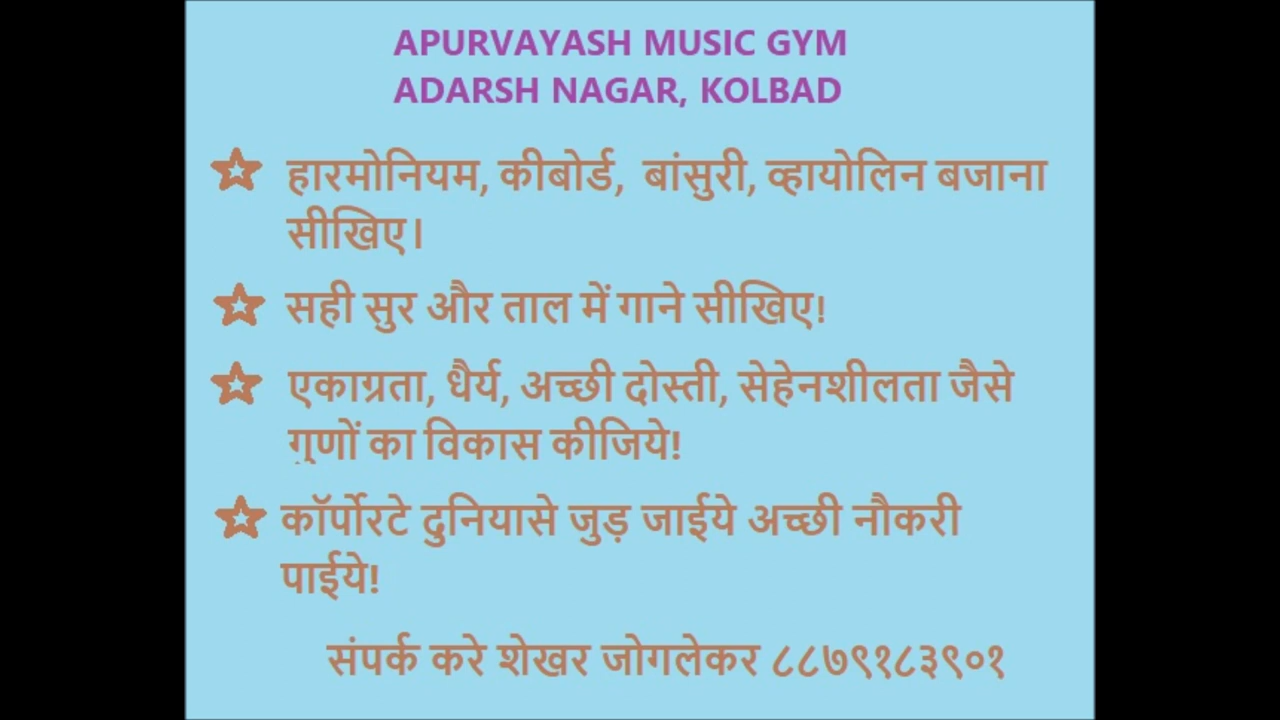 APURVAYASH MUSIC GYM
ADARSH NAGAR, KOLBAD
हारमोनियम, कीबोर्ड, बांसुरी, व्हायोलिन बजाना
सीखिए।
सही सुर और ताल में गाने सीखिए!
एकाग्रता, धैर्य, अच्छी दोस्ती, सेहेनशीलता जैसे
गुणों का विकास कीजिये!
कॉर्पोरटे दुनियासे जुड़ जाईये अच्छी नौकरी
पाईये!
संपर्क करे शेखर जोगलेकर ८८७९१८३९०१